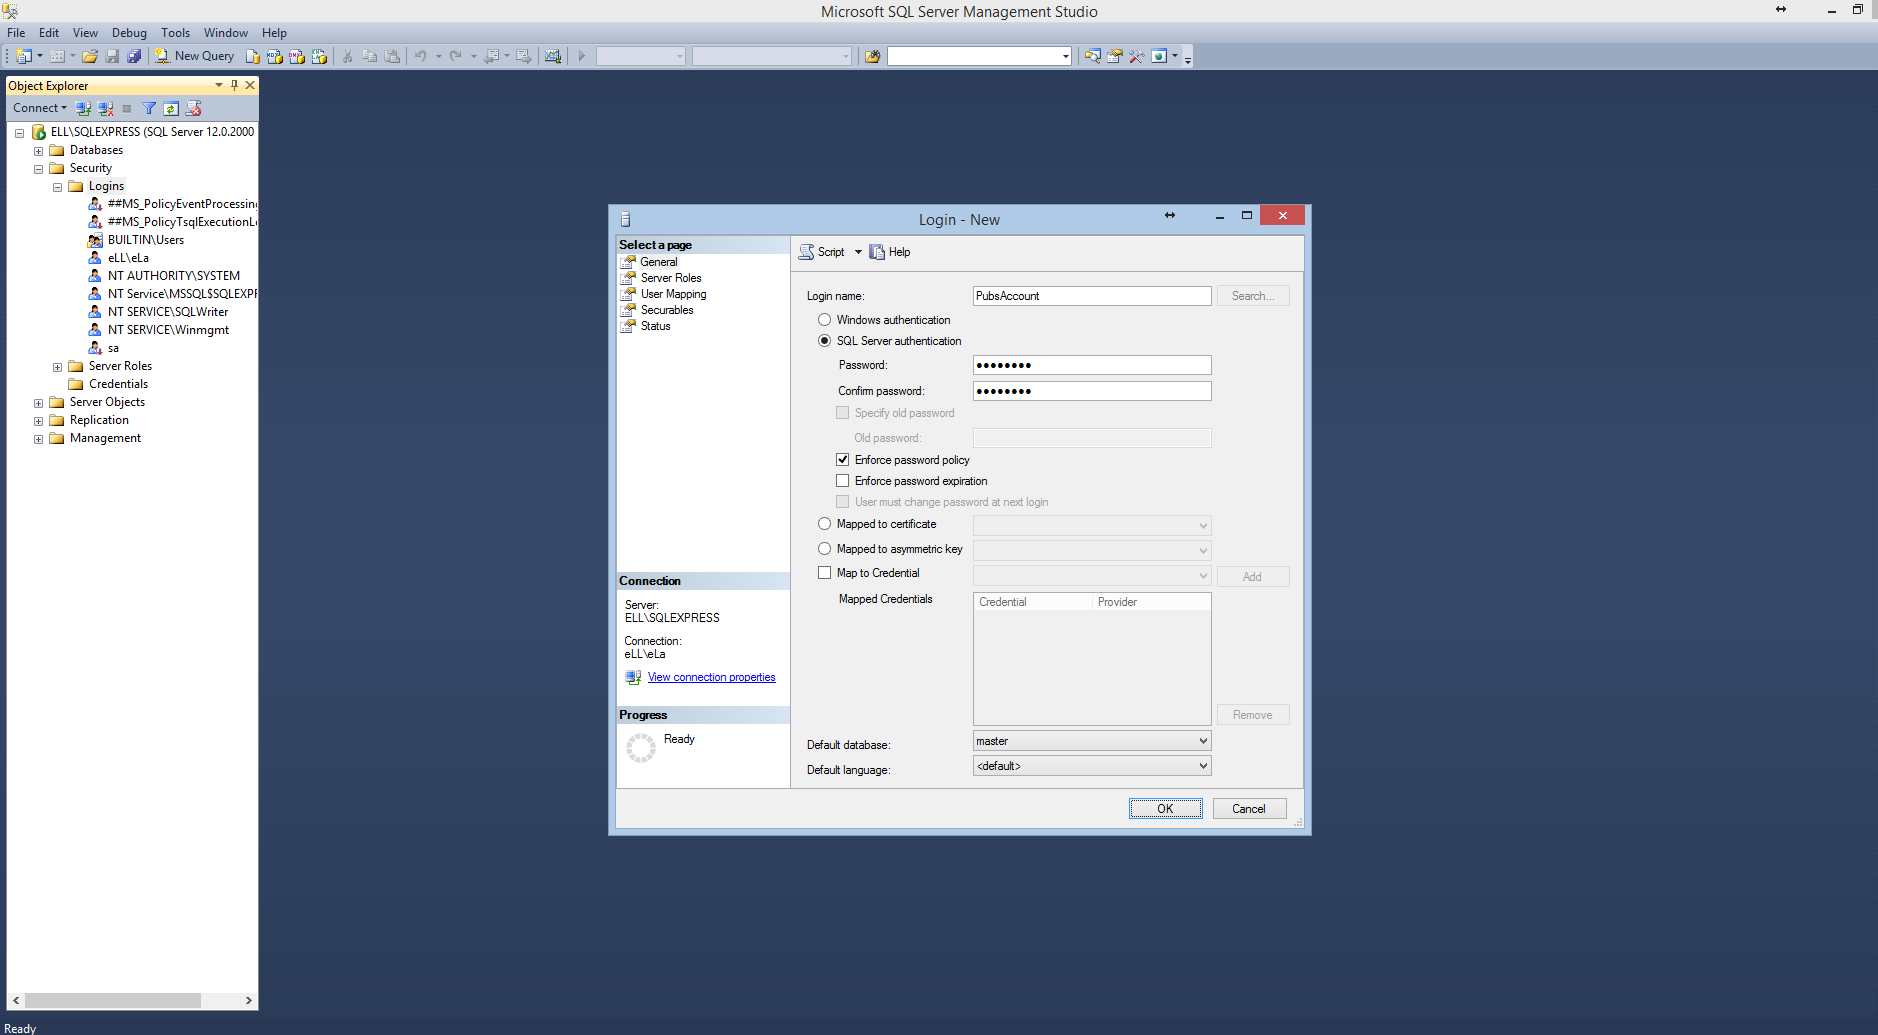 Microsoft SQL Server Management Studio
File Edit View Debug Tools Window Help
New Query
Object Explorer
Connect
ELL\SQLEXPRESS (SQL Server 12.0.2000
Databases
Security
Logins
##MS_PolicyEventProcessing
##MS_PolicyTsqlExecutionLo
BUILTIN\Users
eLL\eLa
NT AUTHORITY\SYSTEM
NT Service\MSSQL$SQLEXPR
NT SERVICE\SQLWriter
NT SERVICE\Winmgmt
sa
Server Roles
Credentials
Server Objects
Replication
Management
Login - New
Select a page
General
Server Roles
User Mapping
Securables
Status
Connection
Server:
ELL\SQLEXPRESS
Connection:
eLL\eLa
View connection properties
Progress
Ready
Script Help
Login name: PubsAccount Search...
Windows authentication
SQL Server authentication
Password: ●●●●●●●●
Confirm password: ●●●●●●●●
Specify old password
Old password:
Enforce password policy
Enforce password expiration
User must change password at next login
Mapped to certificate
Mapped to asymmetric key
Map to Credential Add
Mapped Credentials Credential Provider
Remove
Default database: master
Default language: <default>
OK Cancel
Ready